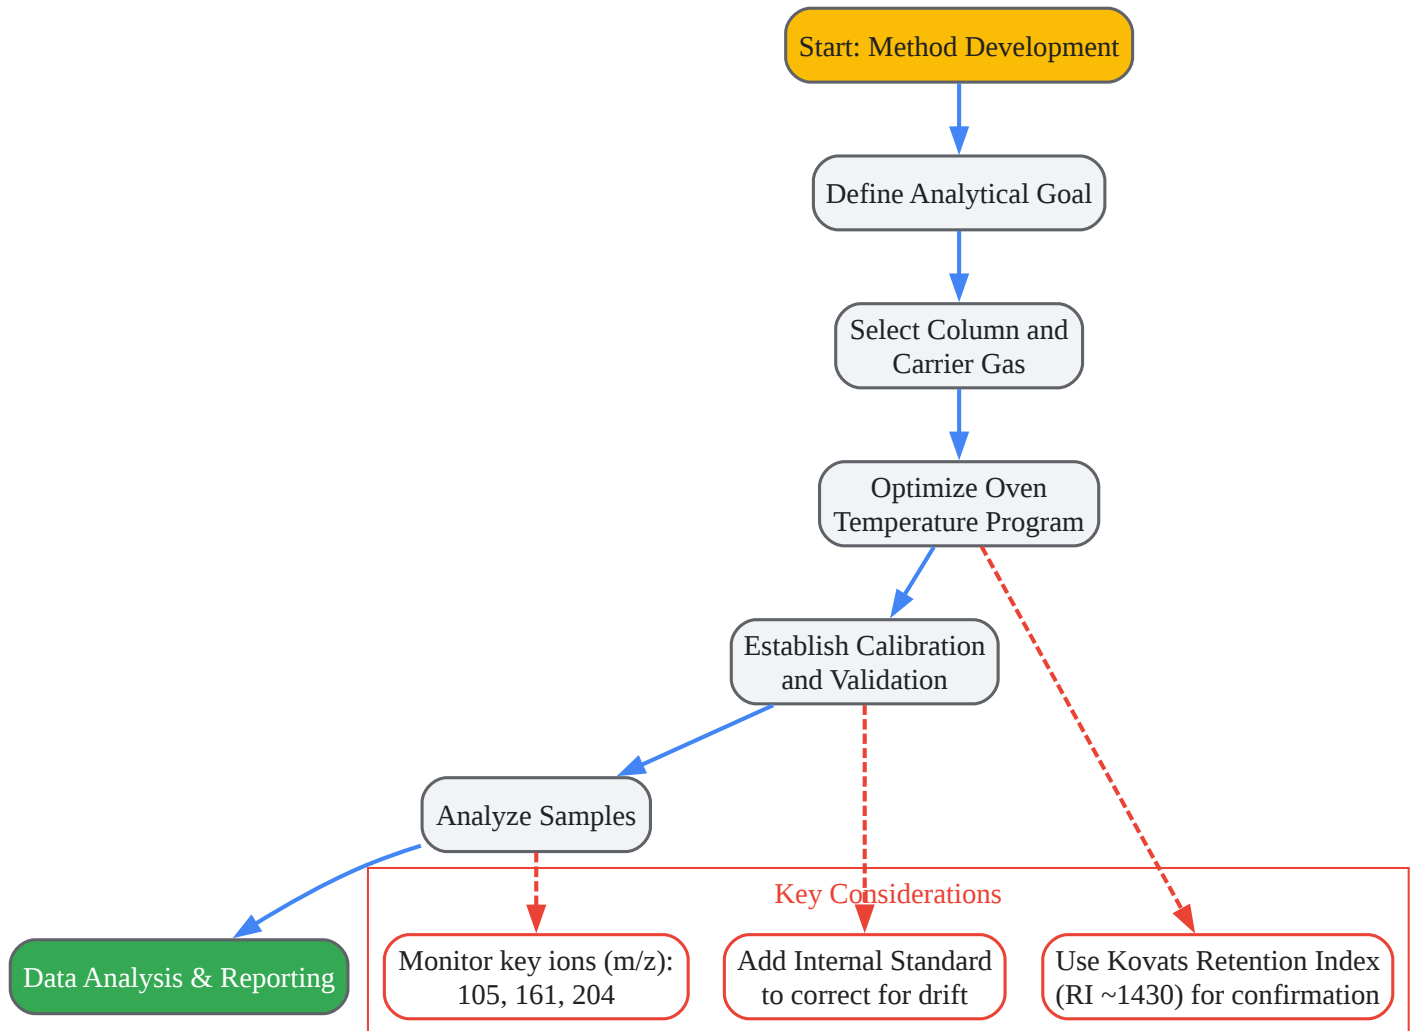 Start: Method Development
Define Analytical Goal
Select Column and
Carrier Gas
Optimize Oven
Temperature Program
Establish Calibration
and Validation
Analyze Samples
Key Considerations
Data Analysis & Reporting
Monitor key ions (m/z):
105, 161, 204
Add Internal Standard
to correct for drift
Use Kovats Retention Index
(RI ~1430) for confirmation